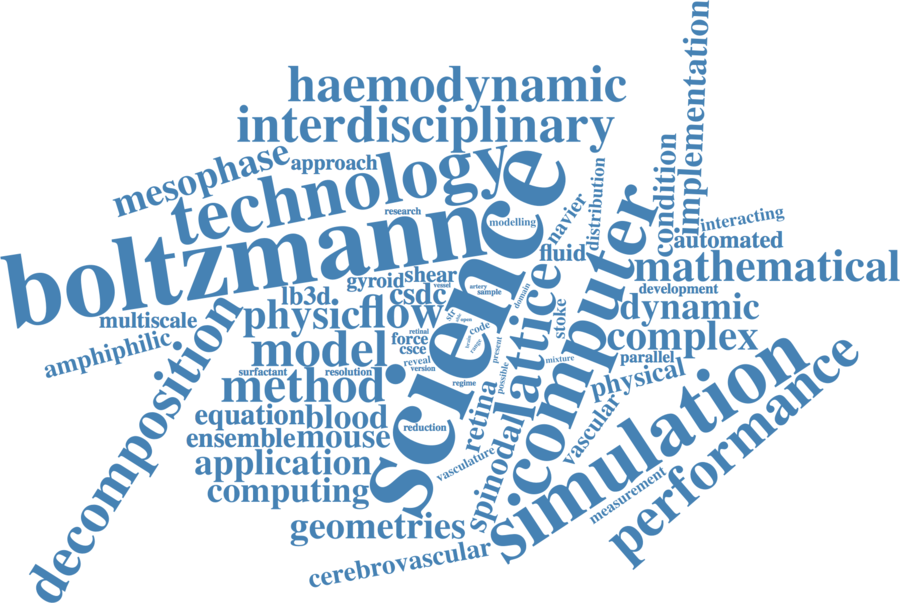 haemodynamic
interdisciplinary
mesophase
approach
technology
boltzmann
science
research
modelling
navier
distribution
condition
implementation
interacting
automated
fluid
mathematical
development
computer
lattice
domain
artery
sample
vessel
gyroid
shear
lb3d
csdc
physic
flow
multiscale
amphiphilic
decomposition
model
retinal
force
csce
reveal
version
code
range
open
present
possible
stoke
dynamic
complex
mixture
parallel
physical
surfactant
resolution
method
regime
equation
blood
reduction
retina
ensemble
mouse
vasculature
spinodal
vascular
simulation
performance
measurement
application
computing
geometries
cerebrovascular